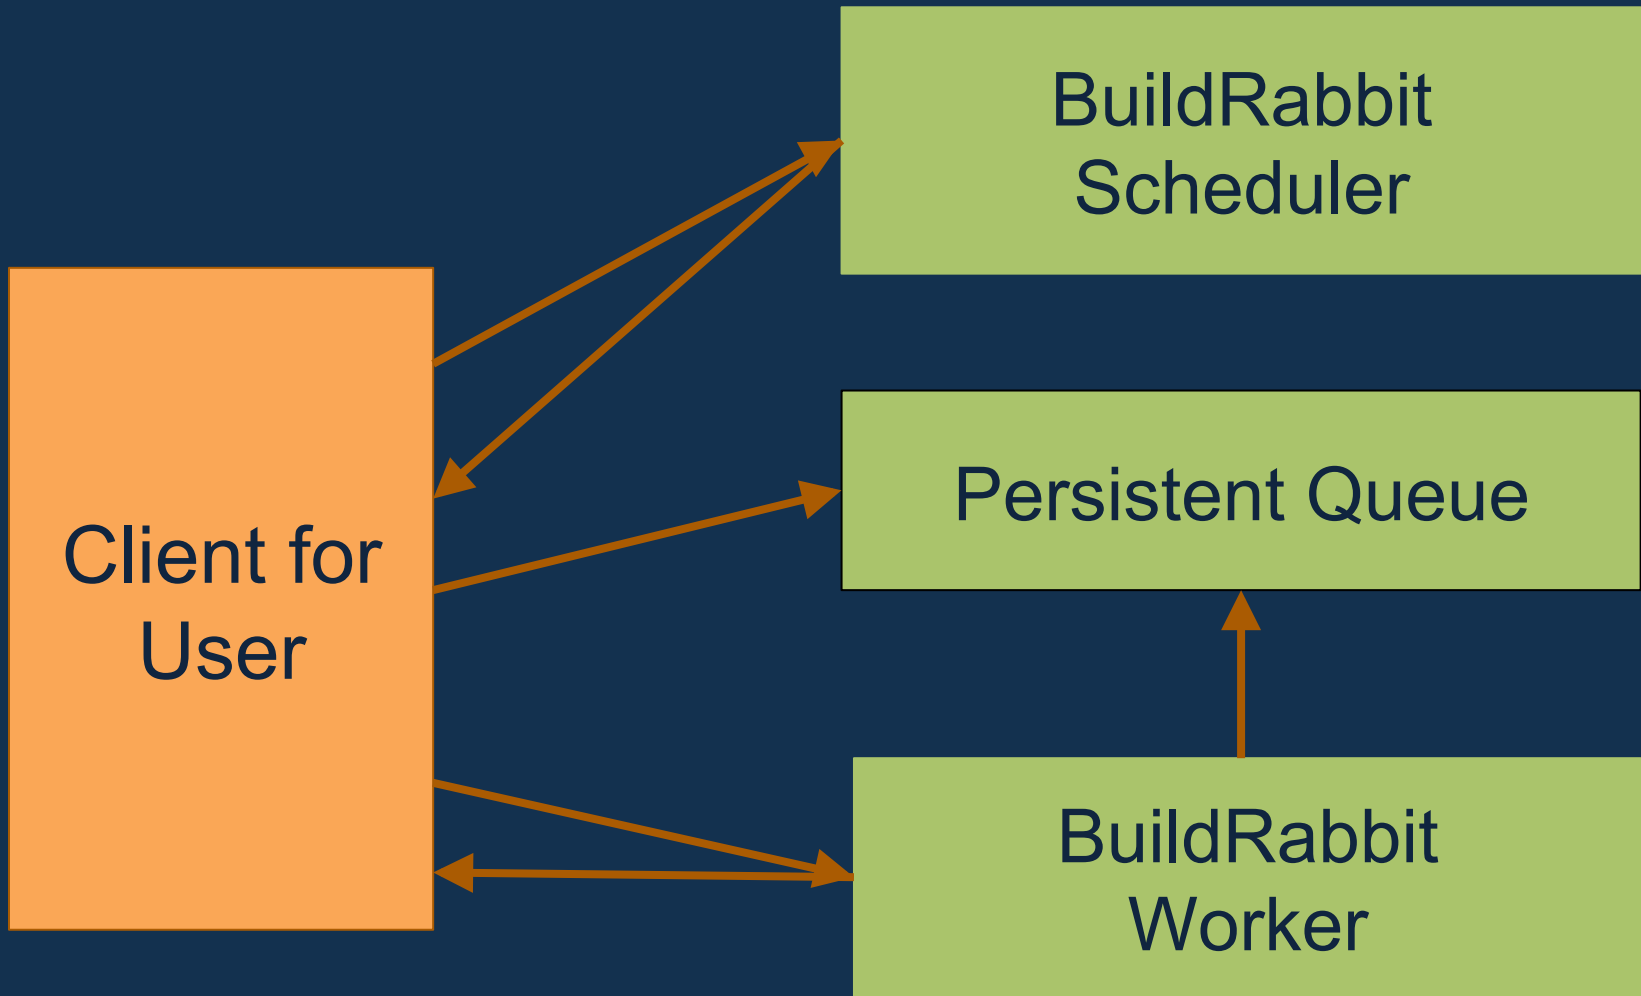 BuildRabbit
Scheduler
Client for
User
Persistent Queue
BuildRabbit
Worker